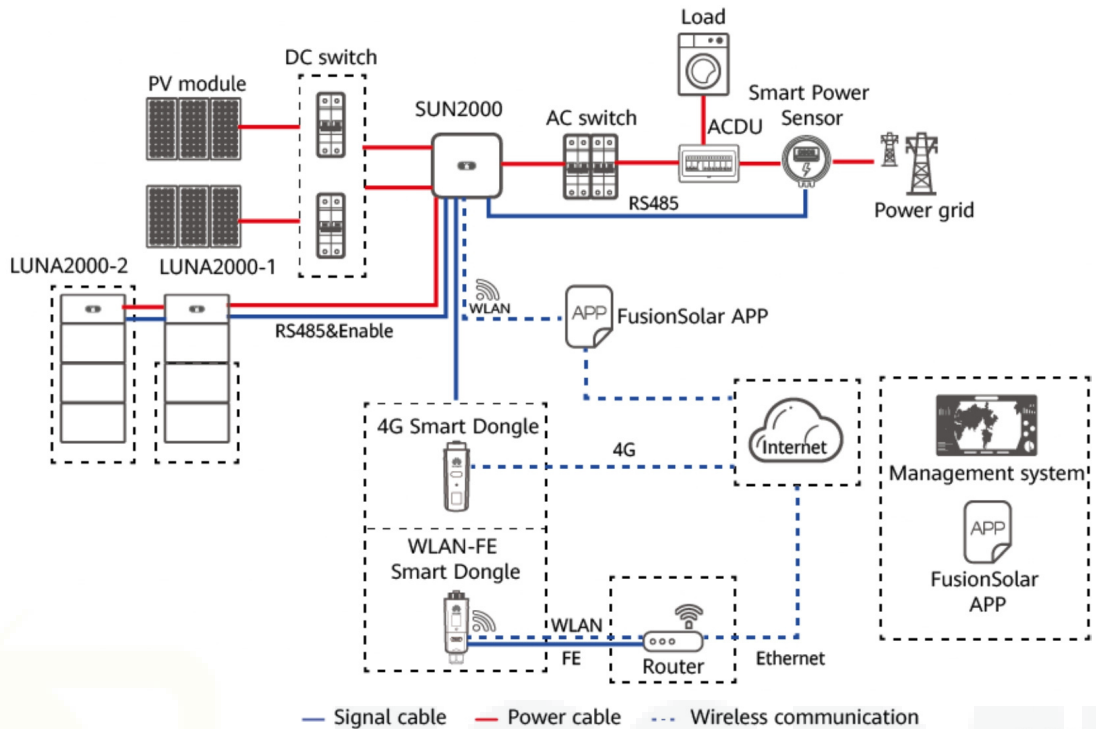 Load
DC switch
PV module
SUN2000
AC switch
ACDU
Smart Power
Sensor
RS485
Power grid
LUNA2000-2
LUNA2000-1
RS485&Enable
WLAN
APP
FusionSolar APP
4G Smart Dongle
4G
Internet
Management system
APP
FusionSolar
APP
WLAN-FE
Smart Dongle
WLAN
FE
Router
Ethernet
Signal cable
Power cable
Wireless communication